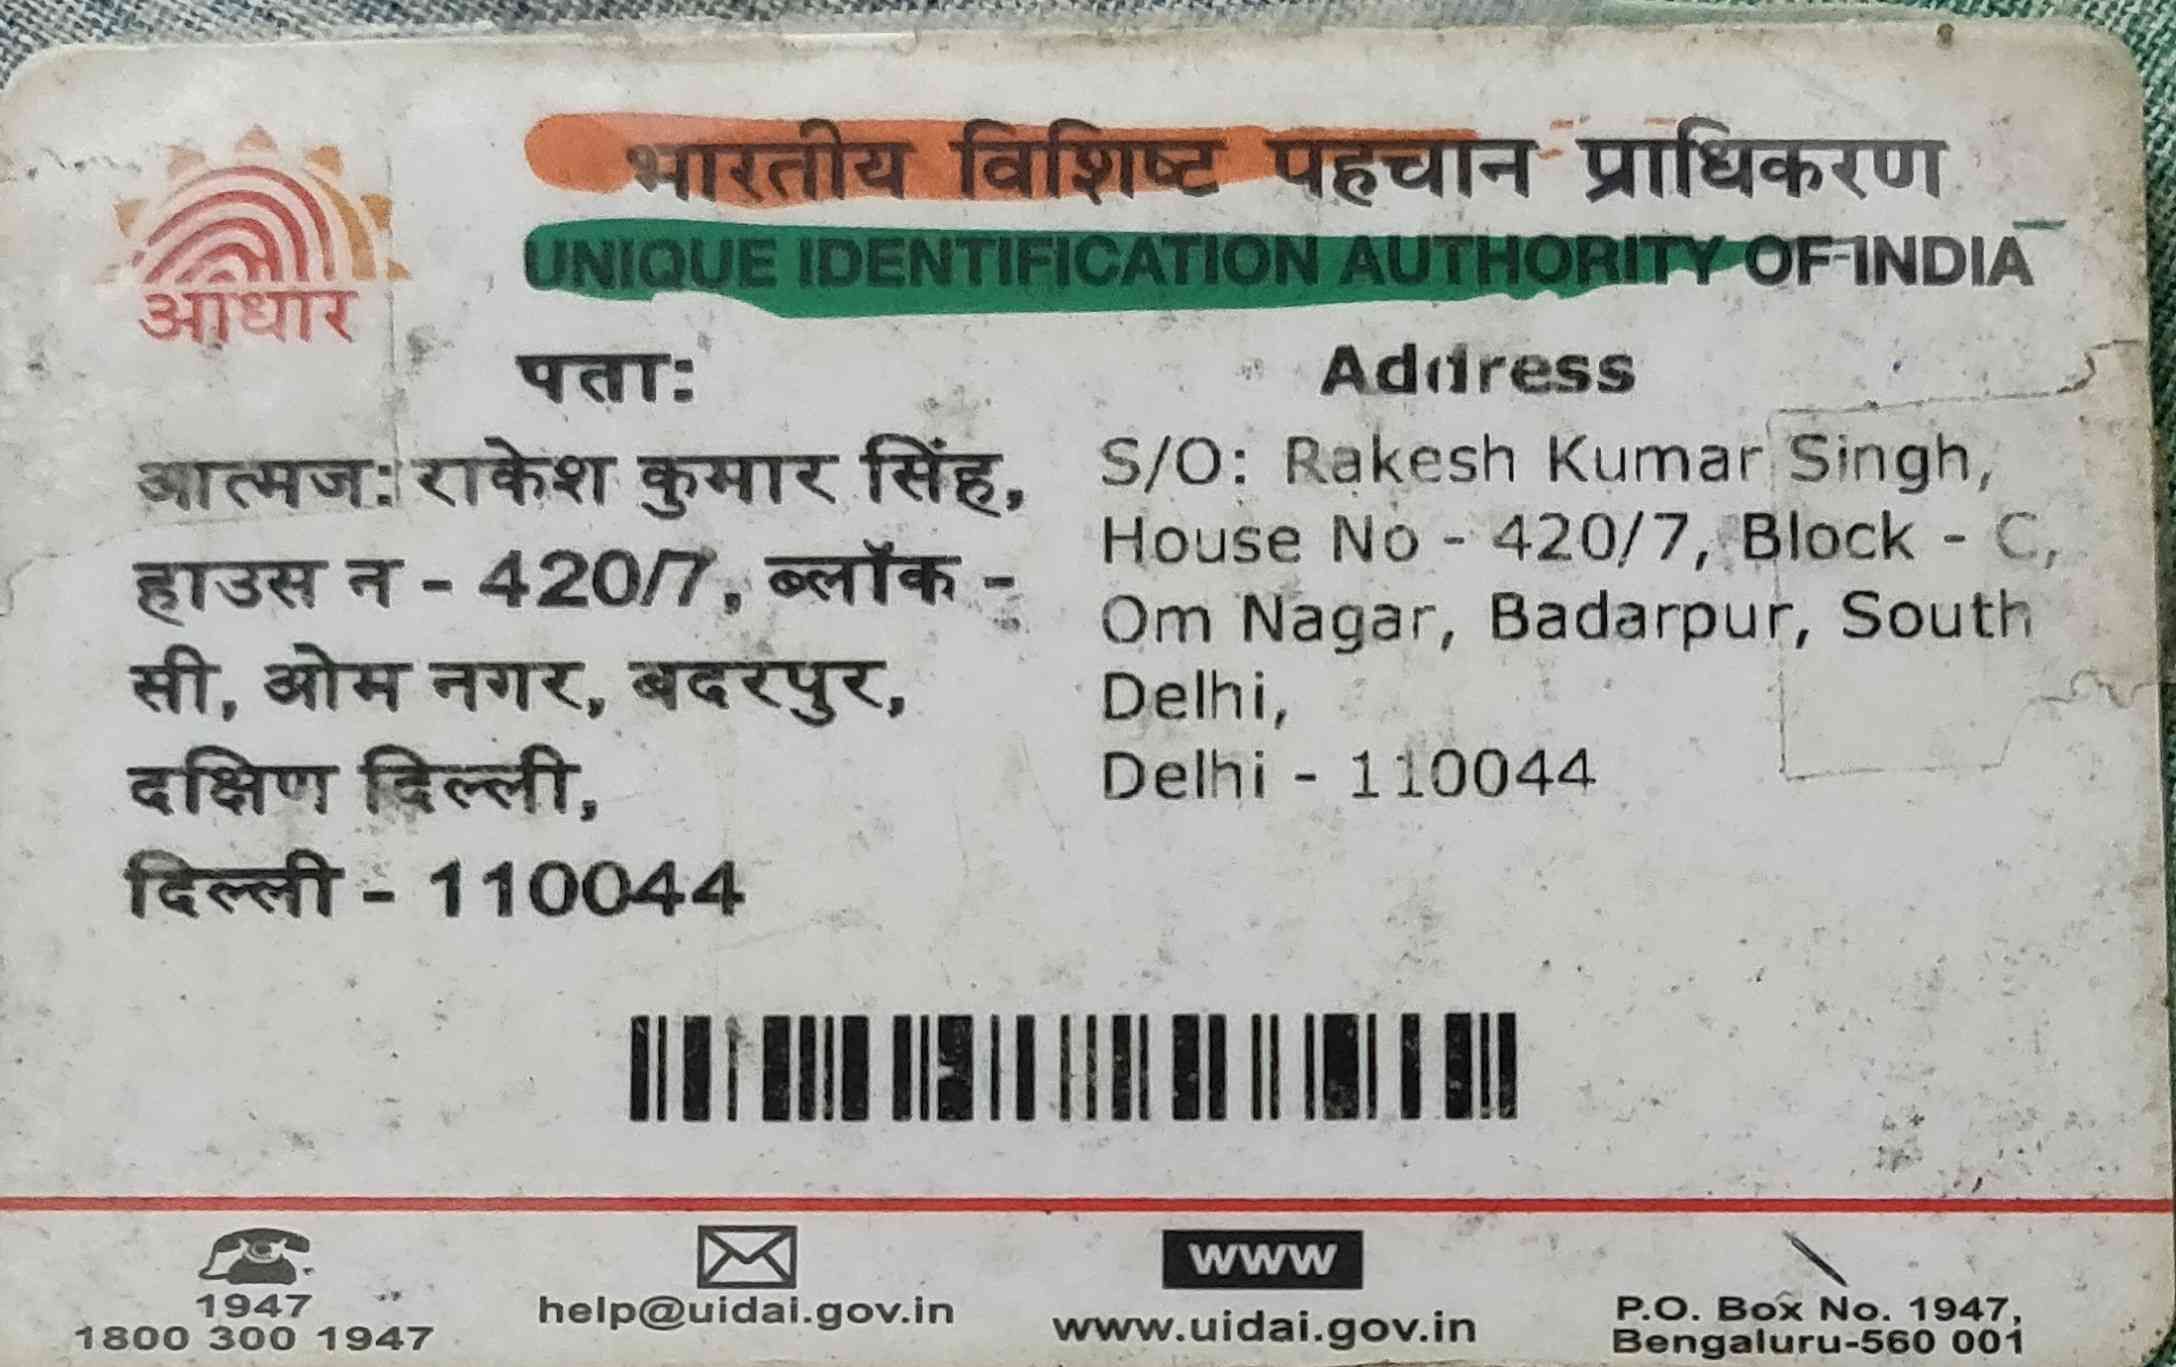 आधार
भारतीय विशिष्ट पहचान प्राधिकरण
UNIQUE IDENTIFICATION AUTHORITY OF INDIA
पता:
आत्मज: राकेश कुमार सिंह,
हाउस न - 420/7, ब्लॉक -
सी, ओम नगर, बदरपुर,
दक्षिण दिल्ली,
दिल्ली - 110044
Address
S/O: Rakesh Kumar Singh,
House No - 420/7, Block - C,
Om Nagar, Badarpur, South
Delhi,
Delhi - 110044
1947
1800 300 1947
help@uidai.gov.in
www
www.uidai.gov.in
P.O. Box No. 1947,
Bengaluru-560 001